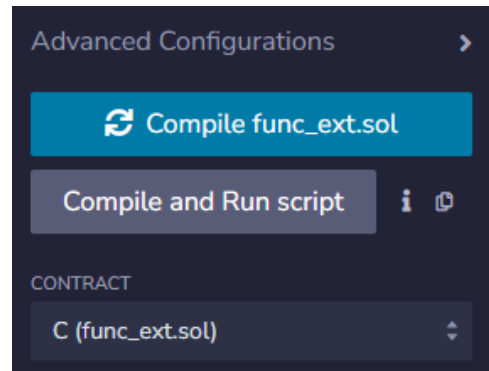 Advanced Configurations
Compile func_ext.sol
Compile and Run script
CONTRACT
C (func_ext.sol)